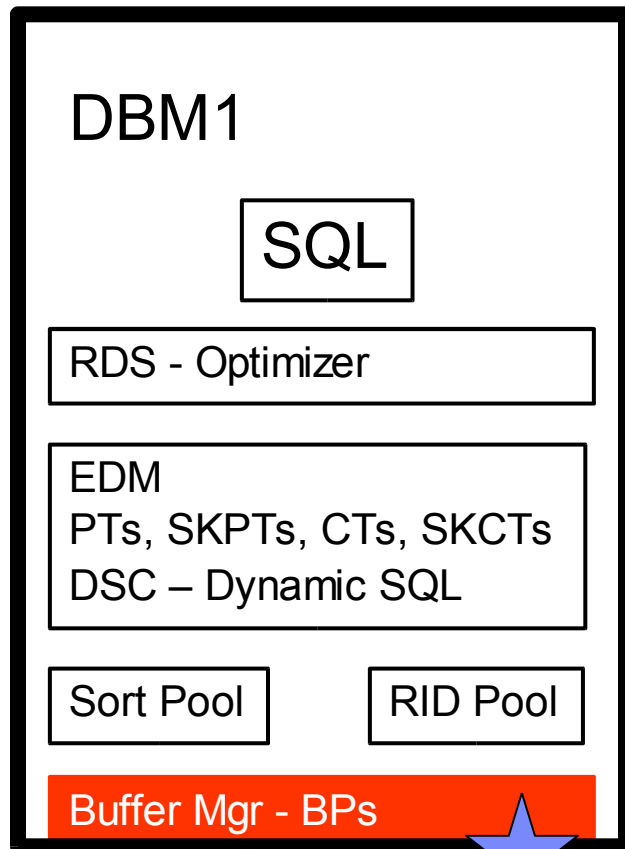 DBM1
SQL
RDS - Optimizer
EDM
PTs, SKPTs, CTs, SKCTs
DSC – Dynamic SQL
Sort Pool
RID Pool
Buffer Mgr - BPs